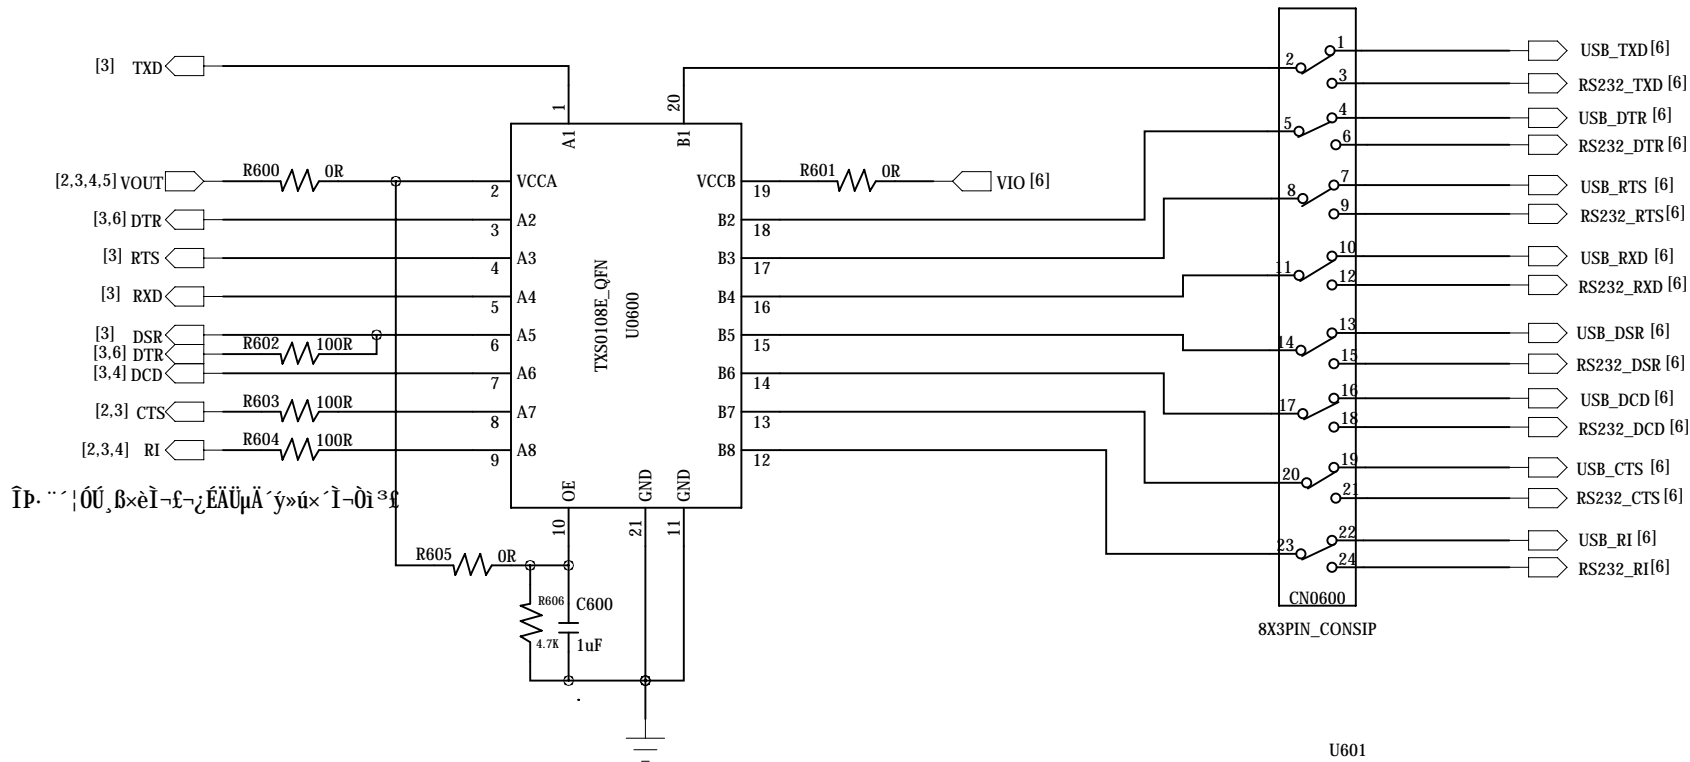 [3] TXD
1
20
A1
B1
[2,3,4,5] VOUT
R600 0R
2 VCCA
VCCB 19
R601 0R
VIO [6]
[3,6] DTR
3 A2
B2 18
[3] RTS
4 A3
B3 17
[3] RXD
5 A4
B4 16
[3] DSR
6 A5
B5 15
[3,6] DTR
R602 100R
[3,4] DCD
7 A6
B6 14
[2,3] CTS
R603 100R
8 A7
B7 13
[2,3,4] RI
R604 100R
9 A8
B8 12
TXS0108E_QFN
U0600
OE
GND
GND
10
21
11
R605 0R
R606
4.7K
C600
1uF
2 1 USB_TXD [6]
3 RS232_TXD [6]
5 4 USB_DTR [6]
6 RS232_DTR [6]
8 7 USB_RTS [6]
9 RS232_RTS [6]
11 10 USB_RXD [6]
12 RS232_RXD [6]
14 13 USB_DSR [6]
15 RS232_DSR [6]
17 16 USB_DCD [6]
18 RS232_DCD [6]
20 19 USB_CTS [6]
21 RS232_CTS [6]
23 22 USB_RI [6]
24 RS232_RI [6]
CN0600
8X3PIN_CONSIP
U601